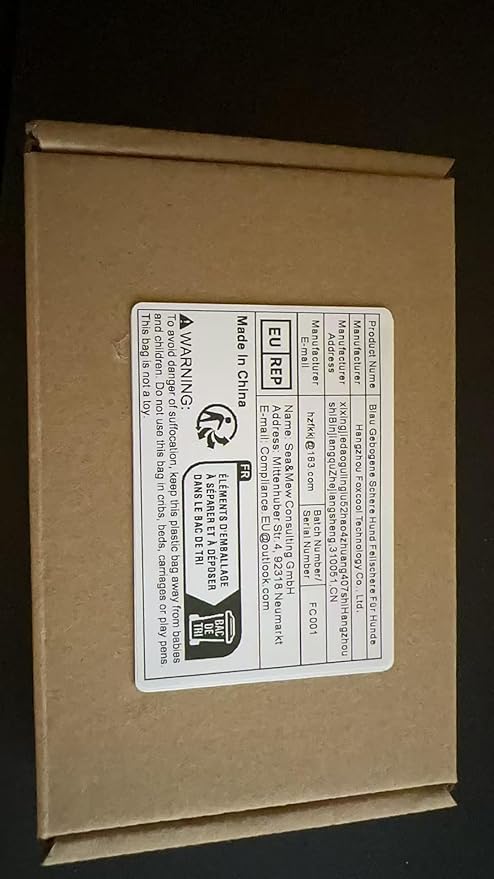 Product Name Blau Gebogene Schere Hund Fellschere Für Hunde
Manufacturer Hangzhou Foxcool Technology Co., Ltd.
Manufacturer Address
xixingjiedaogulingIu52hao4zhuang407shiHangzhou
shiBinjiangquZhejiangsheng,310051,CN
Manufacturer E-mail
hzfkkj@163.com
Batch Number/
Serial Number
FC001
EU REP
Name: Sea&Mew Consulting GmbH
Address: Mittenhuber Str.4, 92318 Neumarkt
E-mail: Compliance.EU@outlook.com
Made In China
FR
ÉLÉMENTS D'EMBALLAGE
À SÉPARER ET À DÉPOSER
DANS LE BAC DE TRI
BAC
DE
TRI
WARNING:
To avoid danger of suffocation, keep this plastic bag away from babies
and children. Do not use this bag in cribs, beds, carriages or play pens.
This bag is not a toy.